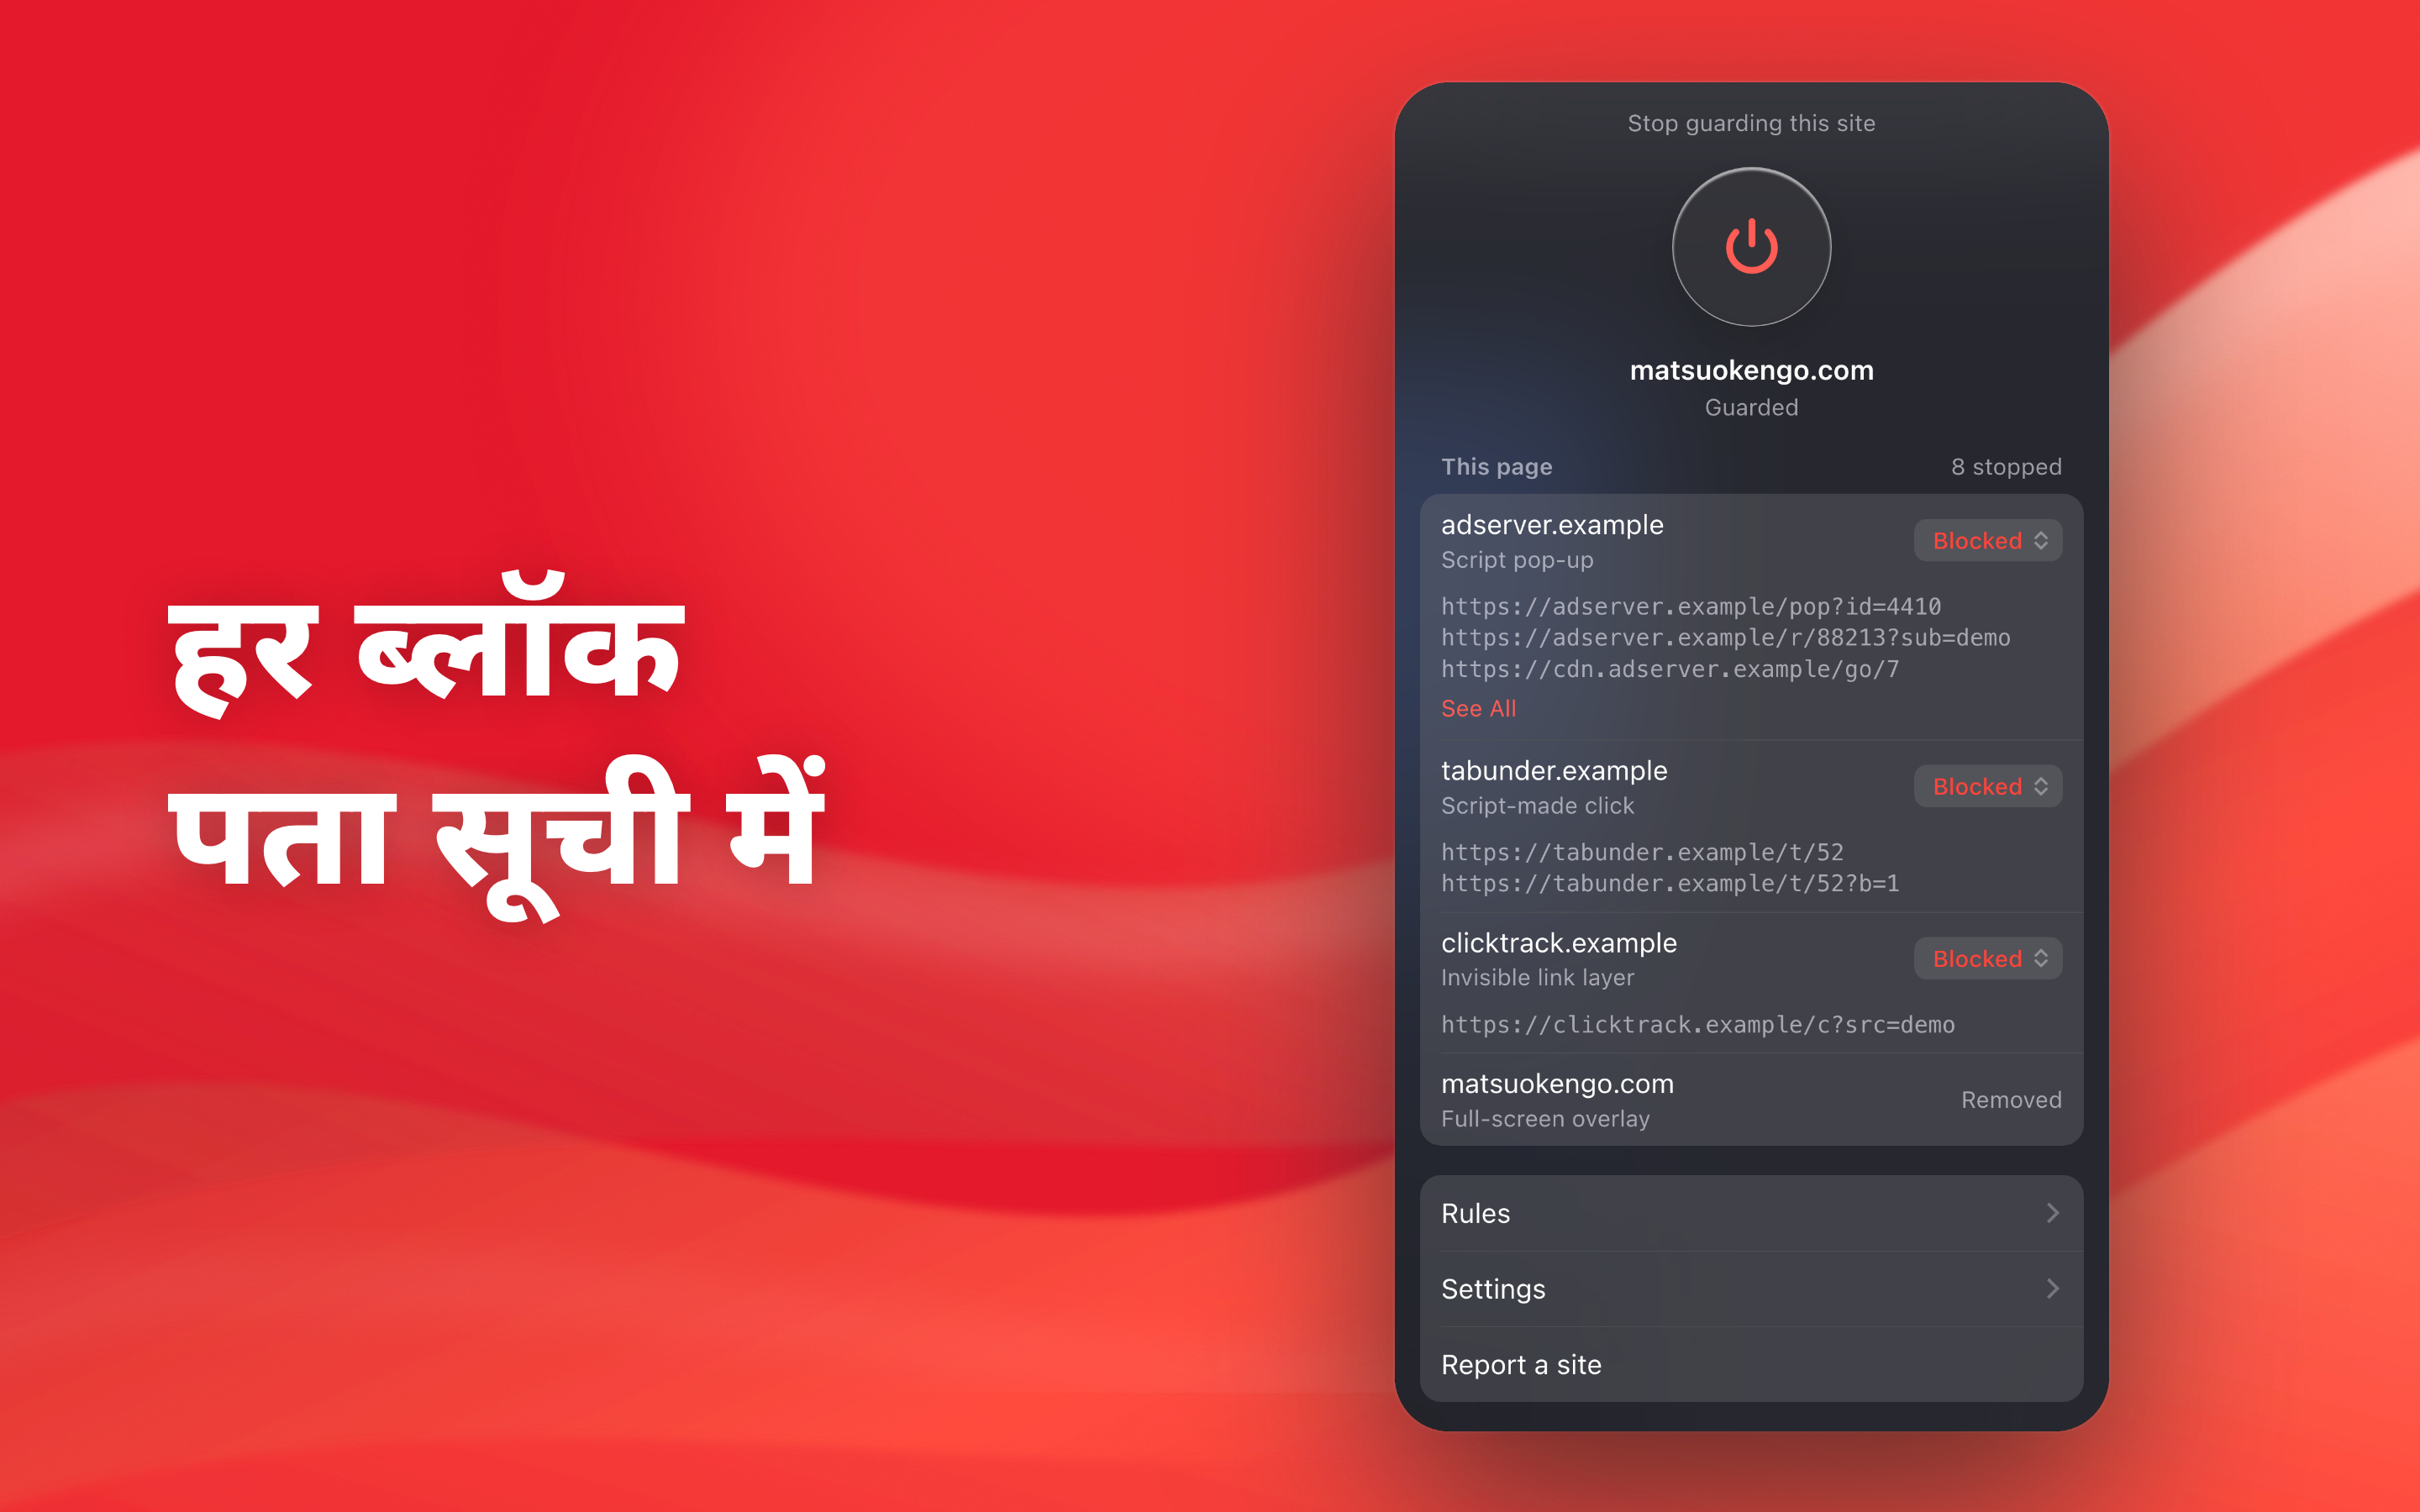 हर ब्लॉक
पता सूची में
Stop guarding this site
matsuokengo.com
Guarded
This page
8 stopped
adserver.example
Script pop-up
Blocked
https://adserver.example/pop?id=4410
https://adserver.example/r/88213?sub=demo
https://cdn.adserver.example/go/7
See All
tabunder.example
Script-made click
Blocked
https://tabunder.example/t/52
https://tabunder.example/t/52?b=1
clicktrack.example
Invisible link layer
Blocked
https://clicktrack.example/c?src=demo
matsuokengo.com
Full-screen overlay
Removed
Rules
Settings
Report a site